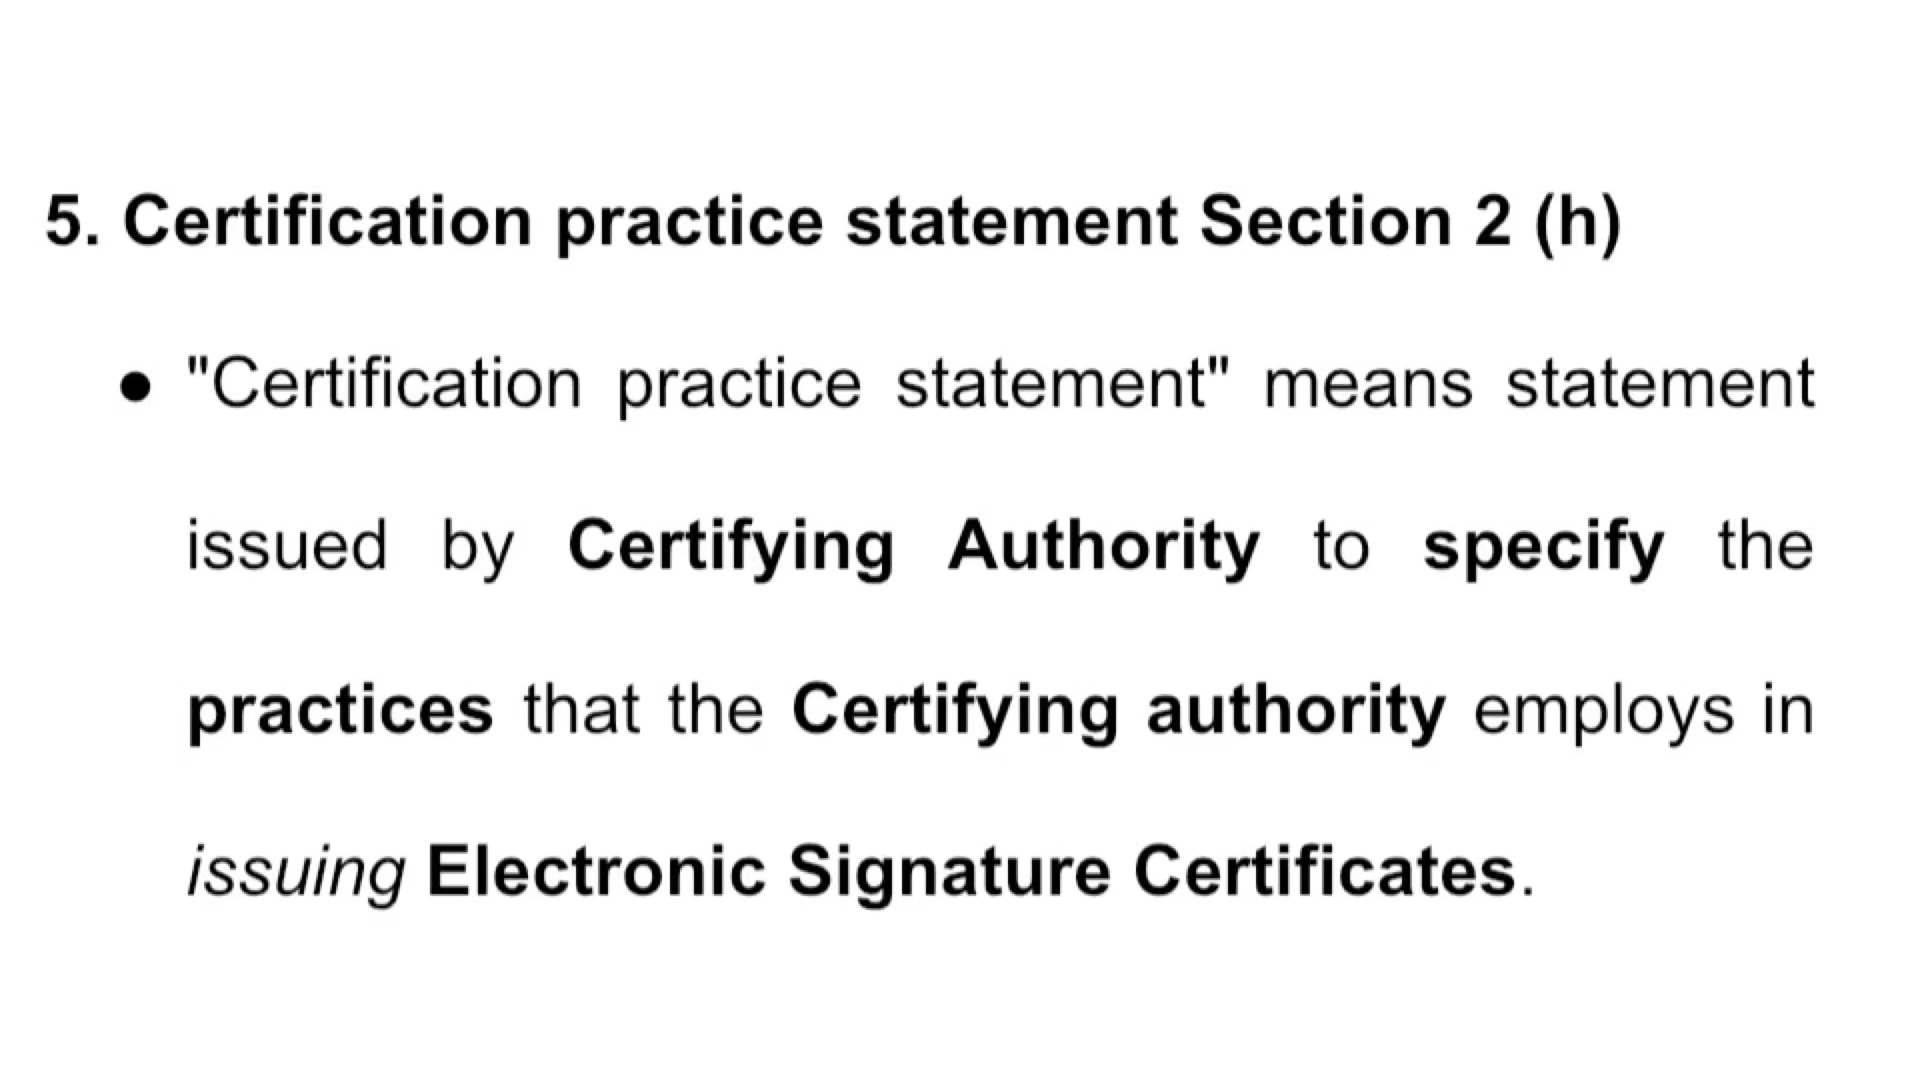 5. Certification practice statement Section 2 (h)
● "Certification practice statement" means statement
issued by Certifying Authority to specify the
practices that the Certifying authority employs in
issuing Electronic Signature Certificates.